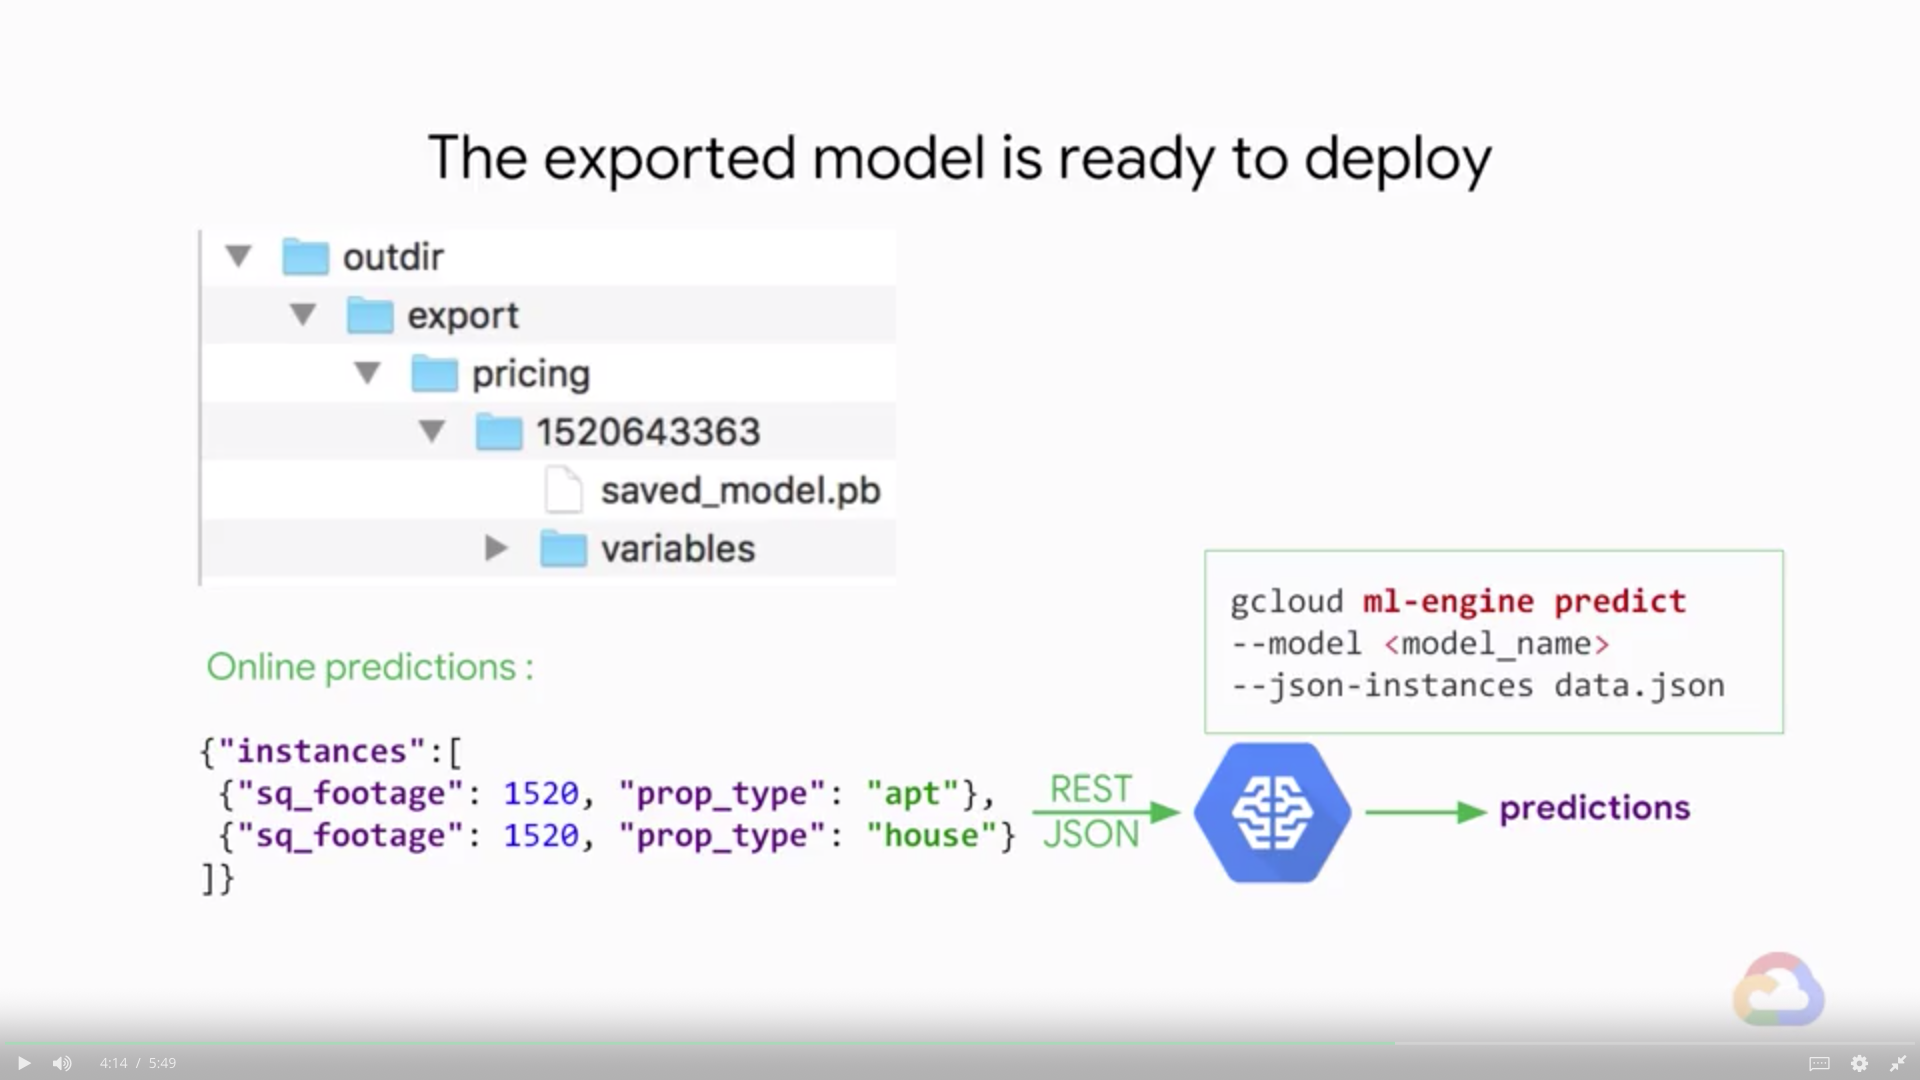 The exported model is ready to deploy
outdir
export
pricing
1520643363
saved_model.pb
variables
gcloud ml-engine predict
--model <model_name>
--json-instances data.json
Online predictions :
{"instances":[
{"sq_footage": 1520, "prop_type": "apt"},
{"sq_footage": 1520, "prop_type": "house"}
]}
REST
JSON
predictions
4:14 / 5:49